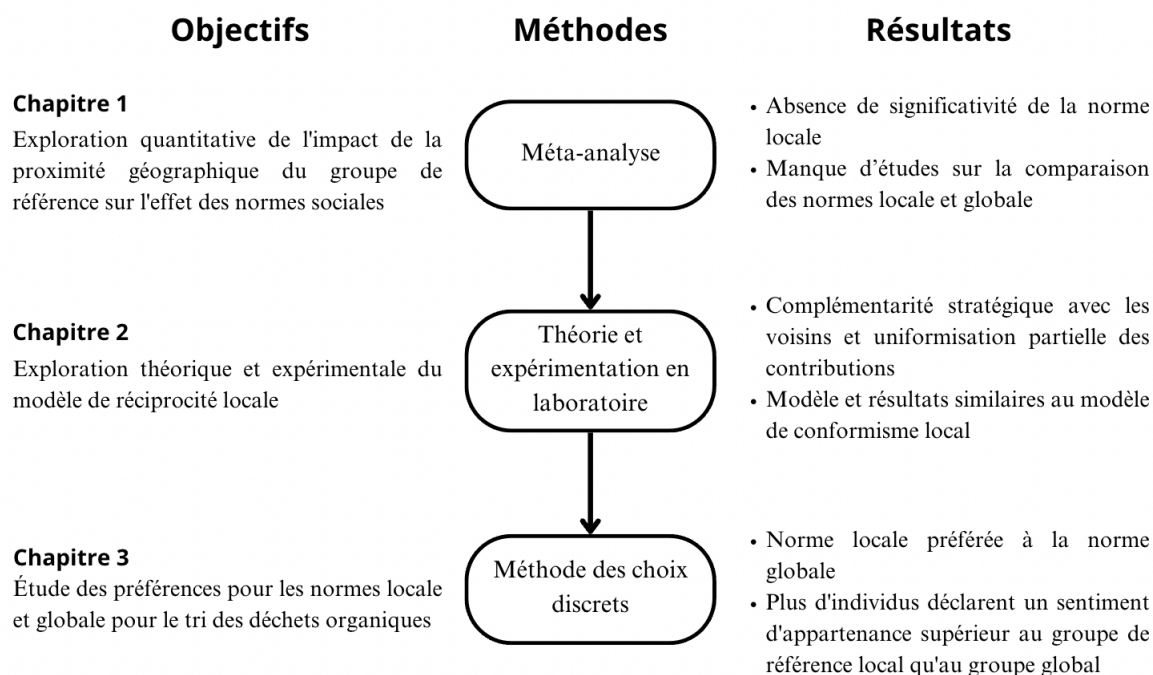 Objectifs
Méthodes
Résultats
Chapitre 1
Exploration quantitative de l'impact de la
proximité géographique du groupe de
référence sur l'effet des normes sociales
Méta-analyse
• Absence de significativité de la norme
locale
• Manque d’études sur la comparaison
des normes locale et globale
Chapitre 2
Exploration théorique et expérimentale du
modèle de réciprocité locale
Théorie et
expérimentation en
laboratoire
• Complémentarité stratégique avec les
voisins et uniformisation partielle des
contributions
• Modèle et résultats similaires au modèle
de conformisme local
Chapitre 3
Étude des préférences pour les normes locale
et globale pour le tri des déchets organiques
Méthode des choix
discrets
• Norme locale préférée à la norme
globale
• Plus d'individus déclarent un sentiment
d'appartenance supérieur au groupe de
référence local qu'au groupe global